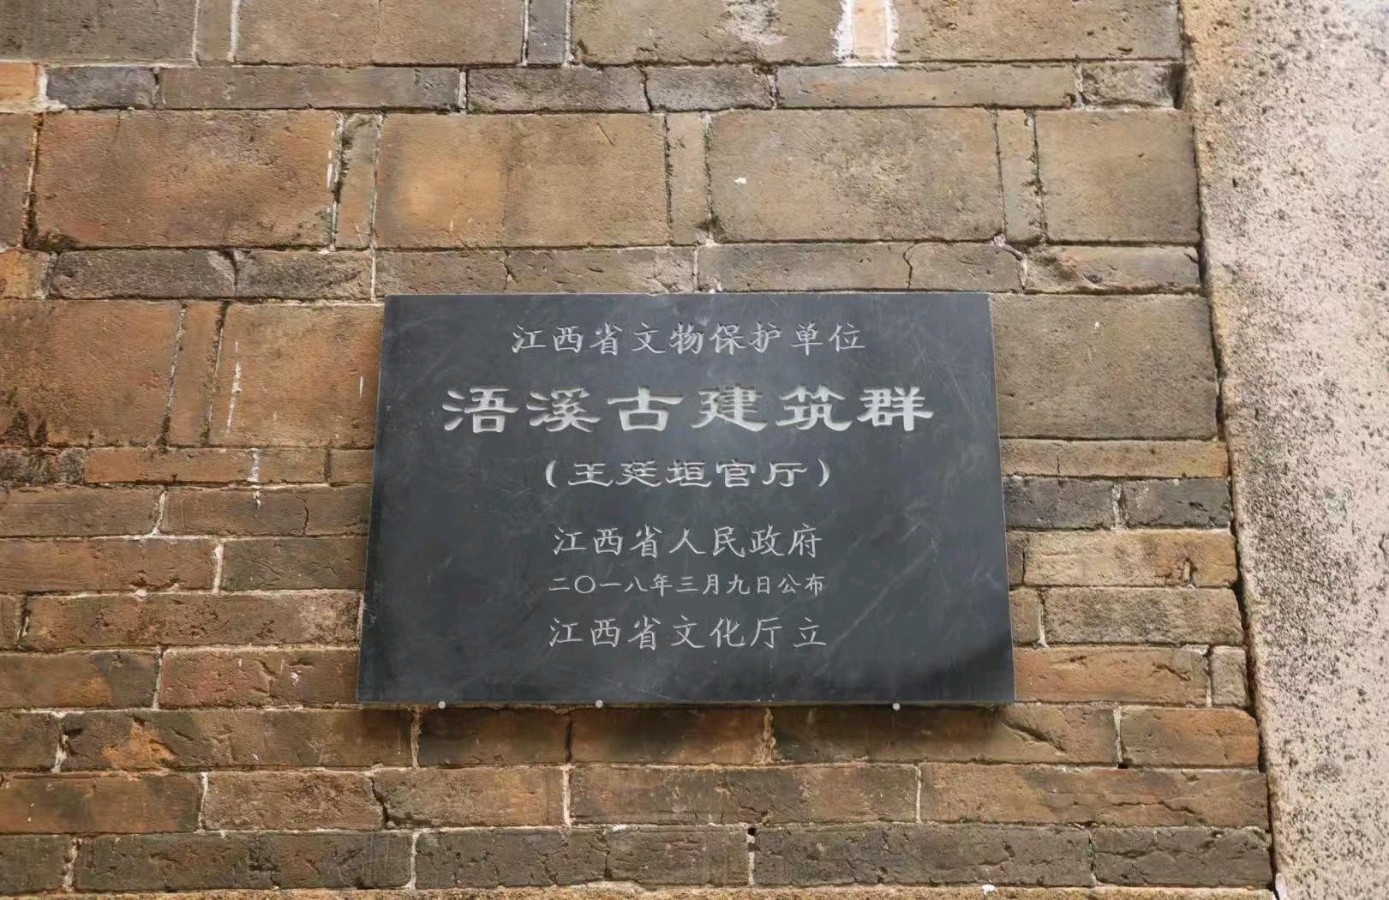 江西省文物保护单位
浯溪古建筑群
（王廷垣官厅）
江西省人民政府
二〇一八年三月九日公布
江西省文化厅立